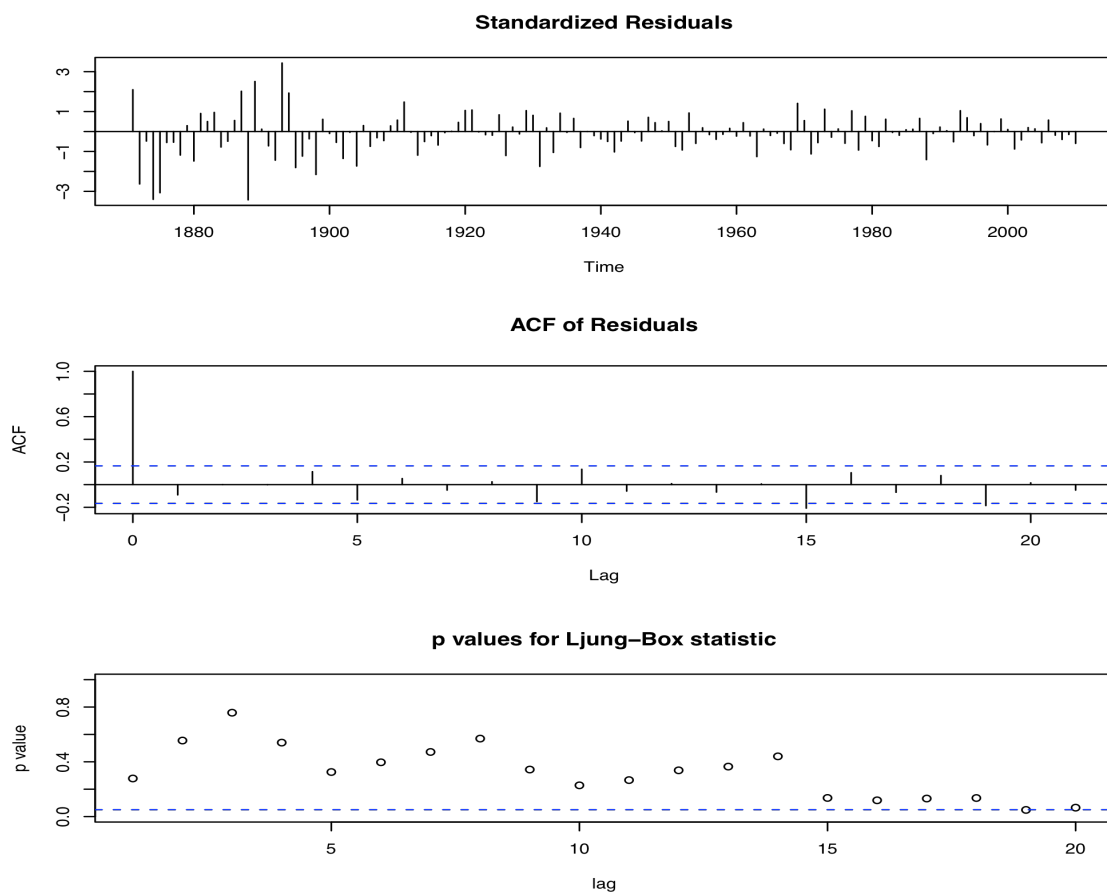 Standardized Residuals
3
1
-1
-3
1880 1900 1920 1940 1960 1980 2000
Time
ACF of Residuals
ACF
1.0
0.6
0.2
−0.2
0 5 10 15 20
Lag
p values for Ljung−Box statistic
p value
0.8
0.4
0.0
5 10 15 20
lag